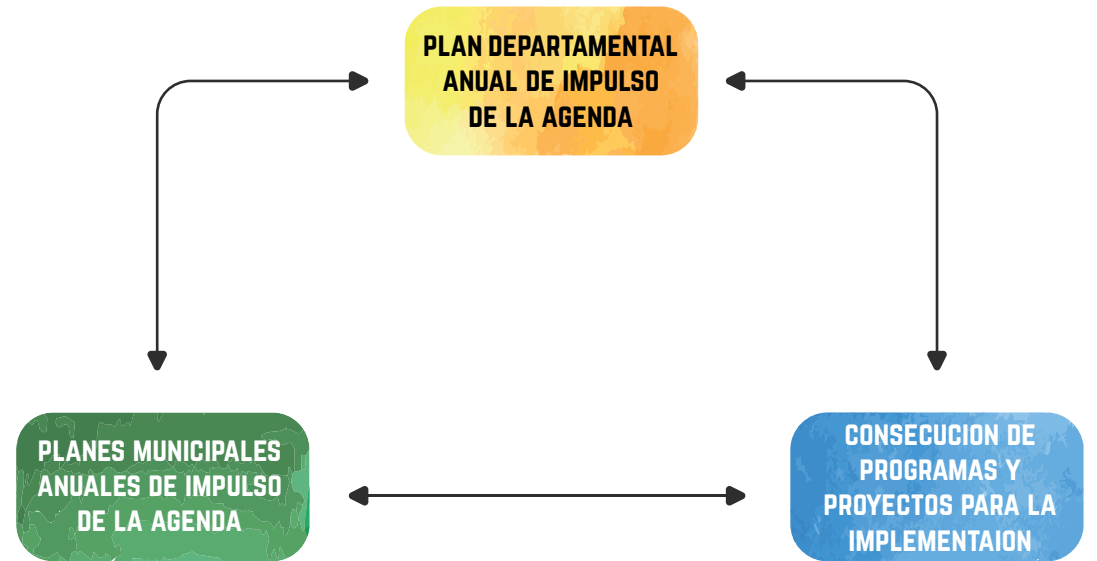 PLAN DEPARTAMENTAL
ANUAL DE IMPULSO
DE LA AGENDA
PLANES MUNICIPALES
ANUALES DE IMPULSO
DE LA AGENDA
CONSECUCION DE
PROGRAMAS Y
PROYECTOS PARA LA
IMPLEMENTAION